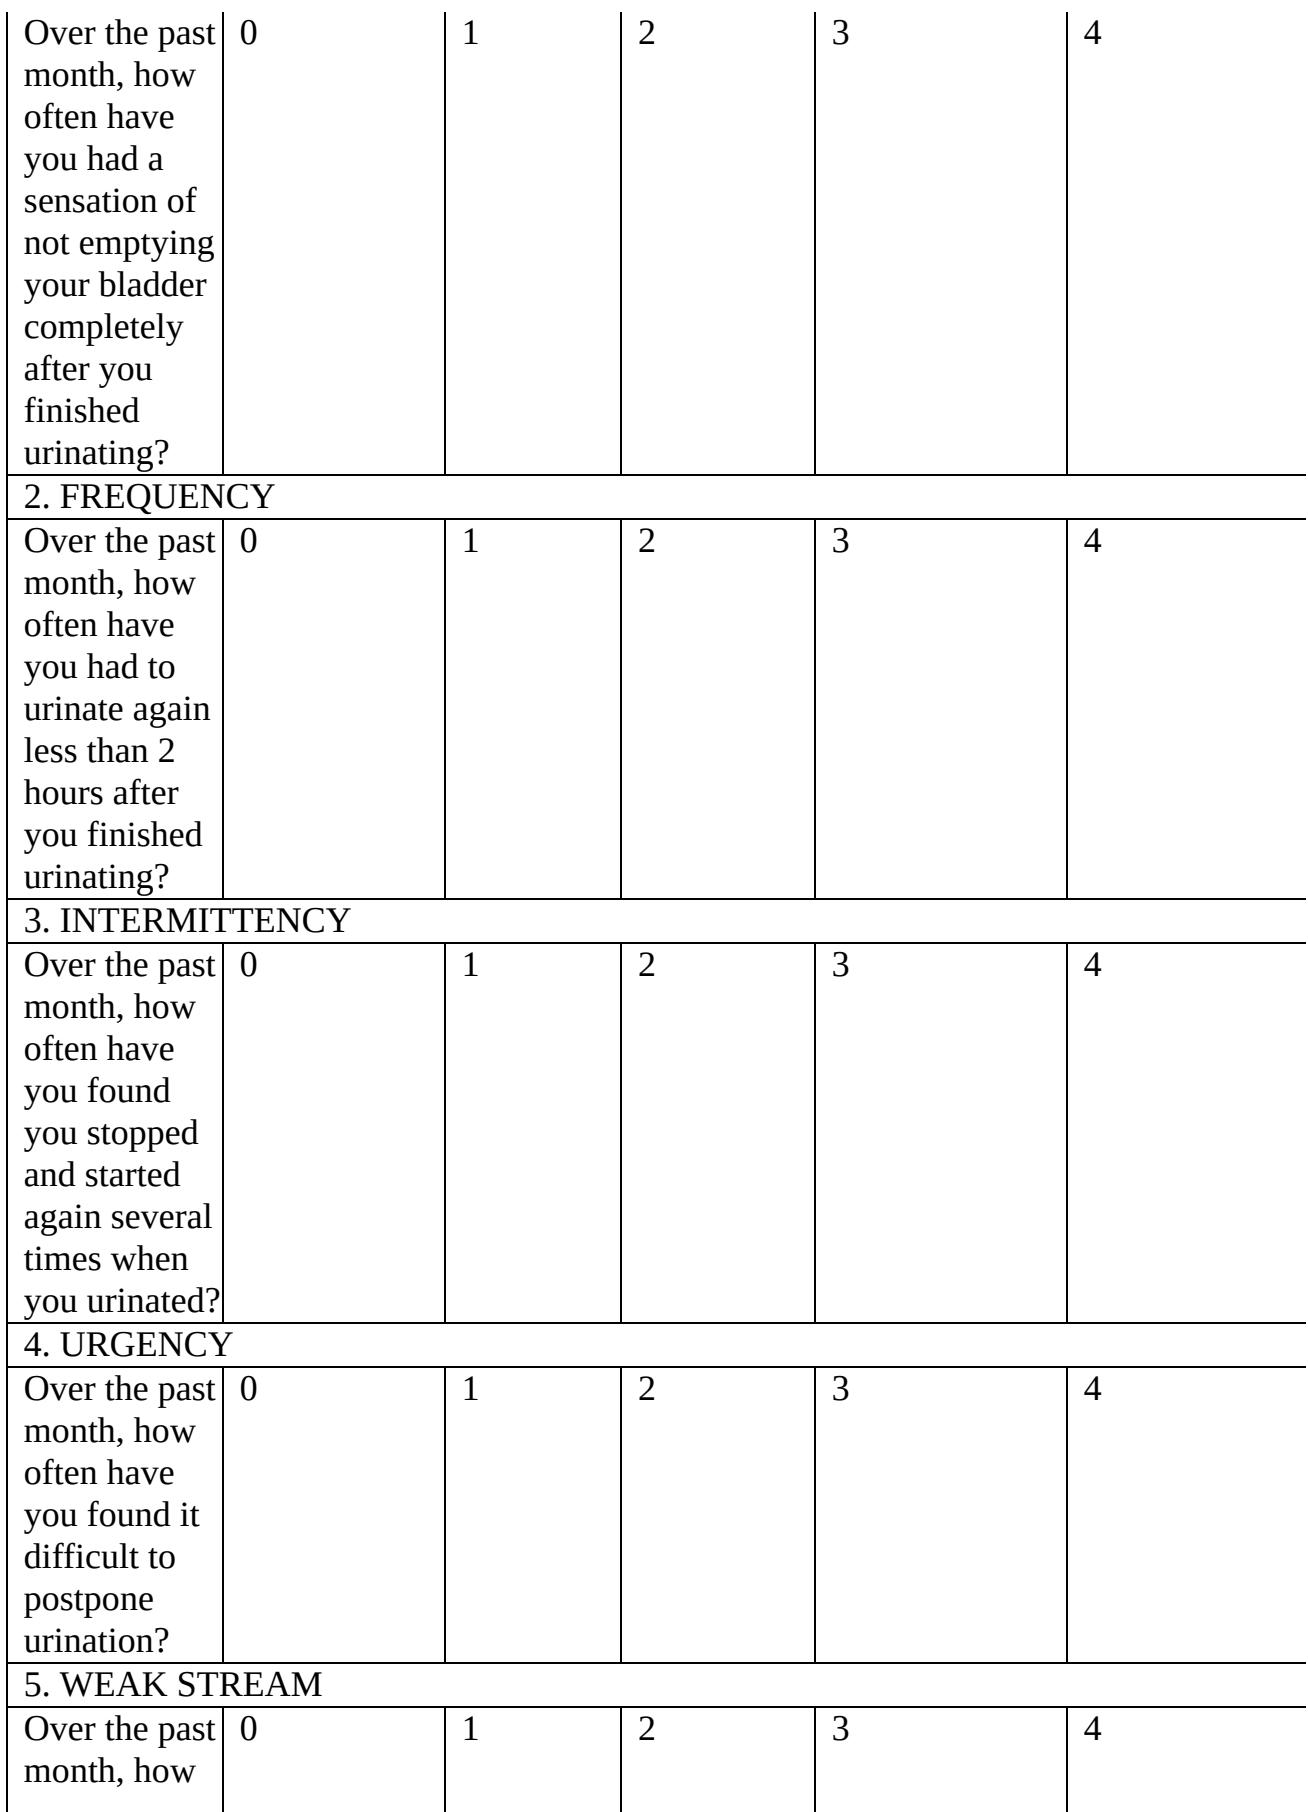 Over the past 0 1 2 3 4
month, how
often have
you had a
sensation of
not emptying
your bladder
completely
after you
finished
urinating?
2. FREQUENCY
Over the past 0 1 2 3 4
month, how
often have
you had to
urinate again
less than 2
hours after
you finished
urinating?
3. INTERMITTENCY
Over the past 0 1 2 3 4
month, how
often have
you found
you stopped
and started
again several
times when
you urinated?
4. URGENCY
Over the past 0 1 2 3 4
month, how
often have
you found it
difficult to
postpone
urination?
5. WEAK STREAM
Over the past 0 1 2 3 4
month, how